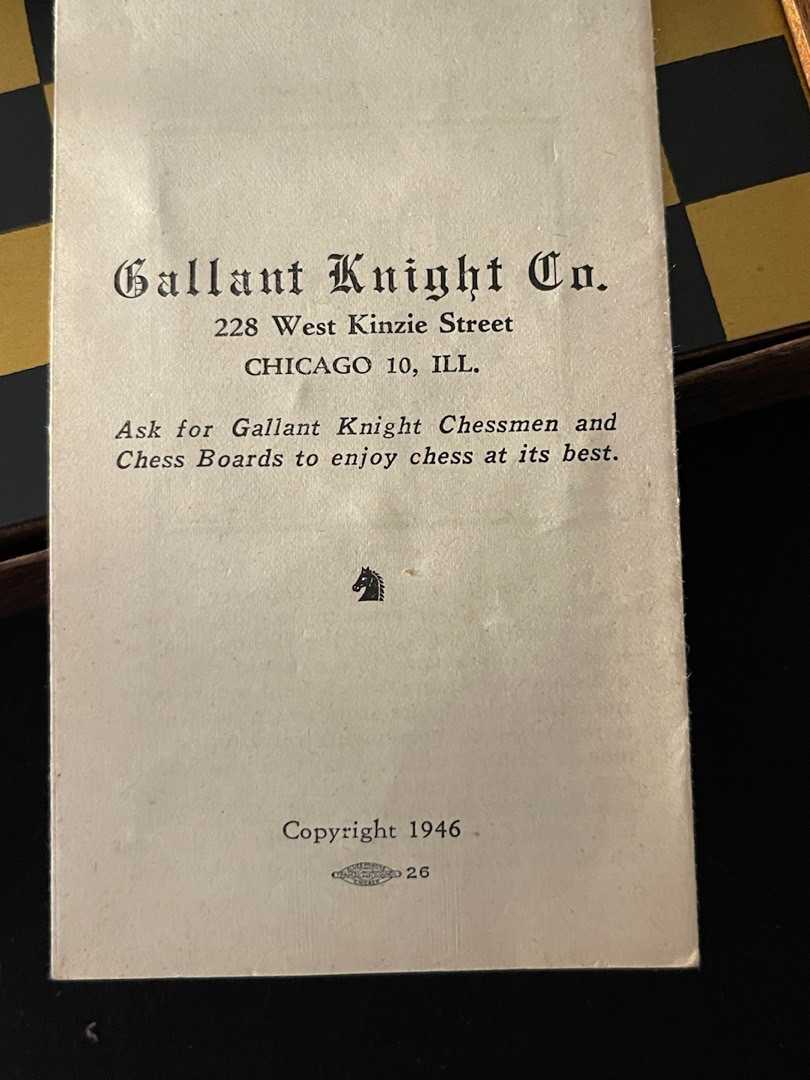 Gallant Knight Co.
228 West Kinzie Street
CHICAGO 10, ILL.
Ask for Gallant Knight Chessmen and
Chess Boards to enjoy chess at its best.
Copyright 1946
26